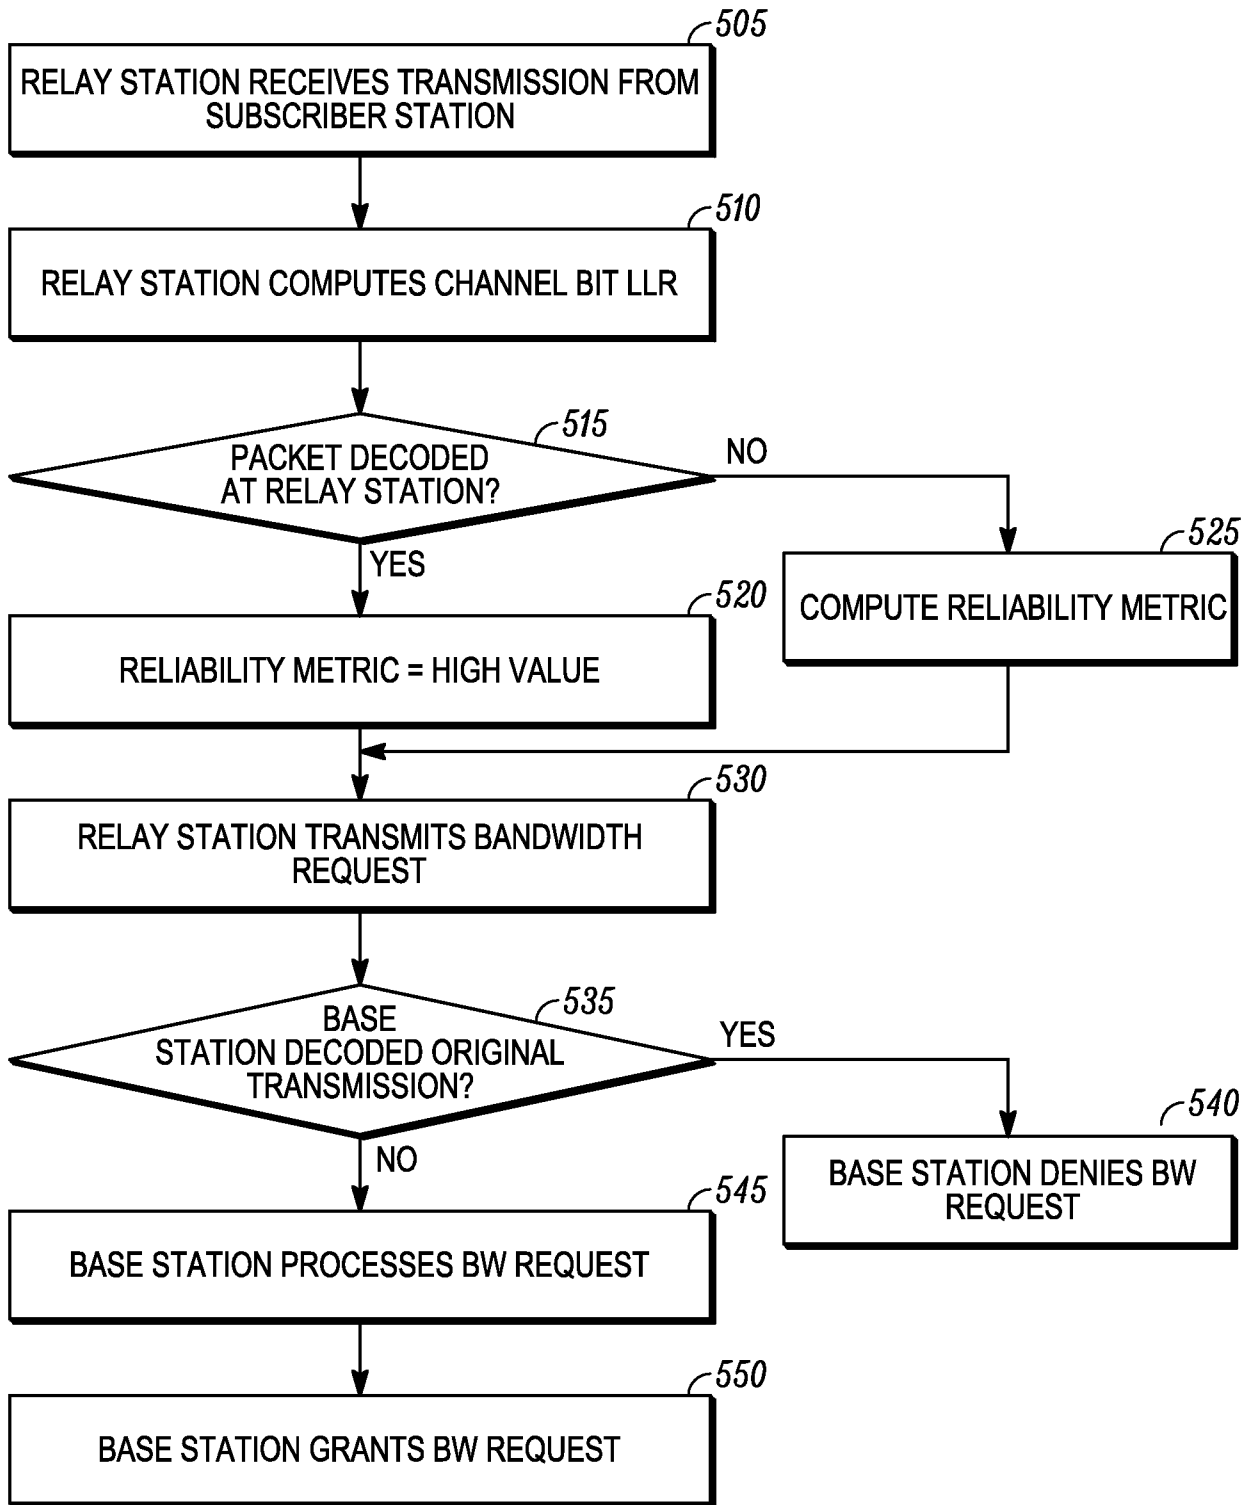 505
RELAY STATION RECEIVES TRANSMISSION FROM
SUBSCRIBER STATION
510
RELAY STATION COMPUTES CHANNEL BIT LLR
515
PACKET DECODED
AT RELAY STATION?
NO
YES
525
COMPUTE RELIABILITY METRIC
520
RELIABILITY METRIC = HIGH VALUE
530
RELAY STATION TRANSMITS BANDWIDTH
REQUEST
535
BASE
STATION DECODED ORIGINAL
TRANSMISSION?
YES
NO
540
BASE STATION DENIES BW
REQUEST
545
BASE STATION PROCESSES BW REQUEST
550
BASE STATION GRANTS BW REQUEST